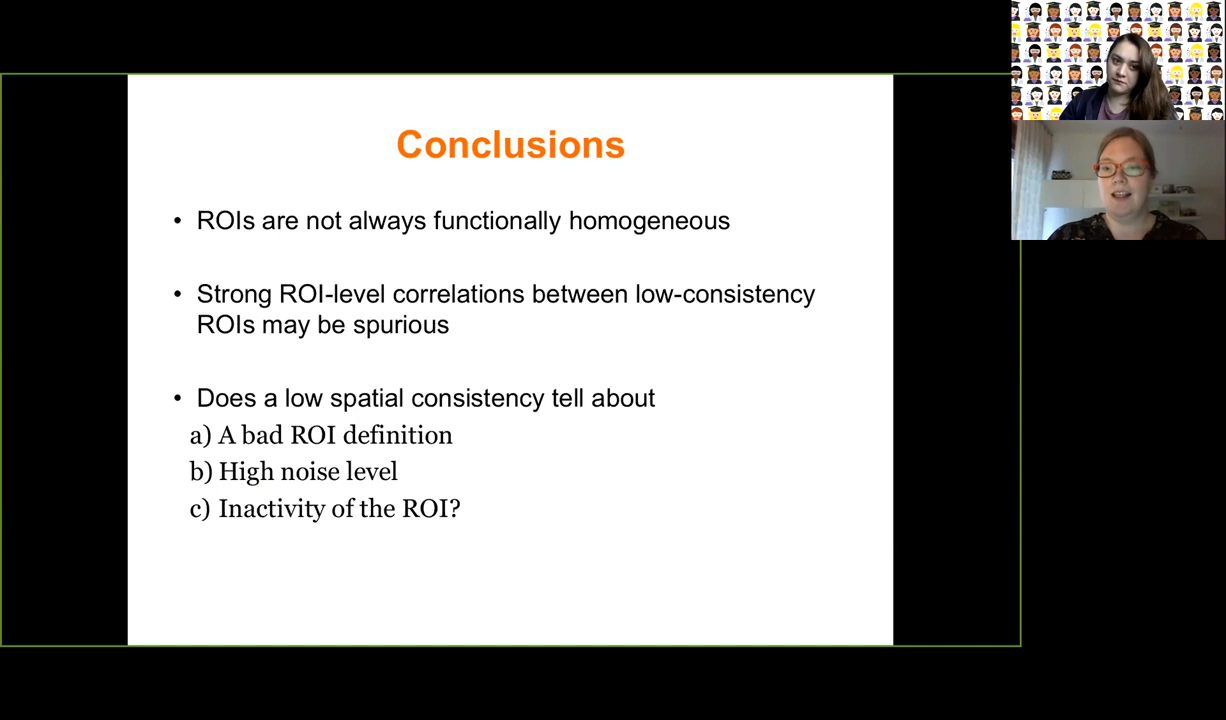 Conclusions
• ROIs are not always functionally homogeneous
• Strong ROI-level correlations between low-consistency
ROIs may be spurious
• Does a low spatial consistency tell about
a) A bad ROI definition
b) High noise level
c) Inactivity of the ROI?